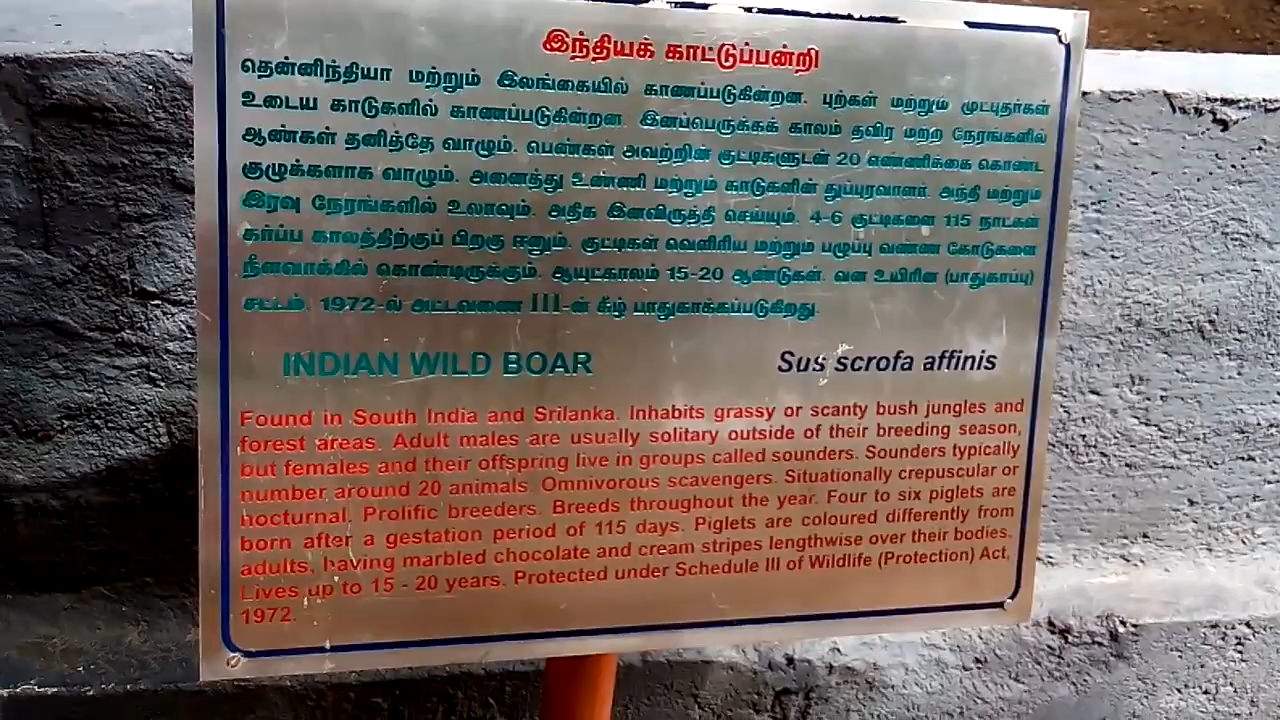 இந்தியக் காட்டுப்பன்றி
தென்னிந்தியா மற்றும் இலங்கையில் காணப்படுகின்றன. புற்கள் மற்றும் முட்புதர்கள்
உடைய காடுகளில் காணப்படுகின்றன. இனப்பெருக்கக் காலம் தவிர மற்ற நேரங்களில்
ஆண்கள் தனித்தே வாழும். பெண்கள் அவற்றின் குட்டிகளுடன் 20 எண்ணிக்கை கொண்ட
குழுக்களாக வாழும். அனைத்து உண்ணி மற்றும் காடுகளின் துப்புரவாளர். அந்தி மற்றும்
இரவு நேரங்களில் உலாவும். அதிக இனவிருத்தி செய்யும். 4-6 குட்டிகளை 115 நாட்கள்
கர்ப்ப காலத்திற்குப் பிறகு ஈனும். குட்டிகள் வெளிரிய மற்றும் பழுப்பு வண்ண கோடுகளை
நீளவாக்கில் கொண்டிருக்கும். ஆயுட்காலம் 15-20 ஆண்டுகள். வன உயிரின (பாதுகாப்பு)
சட்டம், 1972-ல் அட்டவணை III-ன் கீழ் பாதுகாக்கப்படுகிறது.
INDIAN WILD BOAR Sus scrofa affinis
Found in South India and Srilanka. Inhabits grassy or scanty bush jungles and
forest areas. Adult males are usually solitary outside of their breeding season,
but females and their offspring live in groups called sounders. Sounders typically
number around 20 animals. Omnivorous scavengers. Situationally crepuscular or
nocturnal. Prolific breeders. Breeds throughout the year. Four to six piglets are
born after a gestation period of 115 days. Piglets are coloured differently from
adults, having marbled chocolate and cream stripes lengthwise over their bodies.
Lives up to 15 - 20 years. Protected under Schedule III of Wildlife (Protection) Act,
1972.